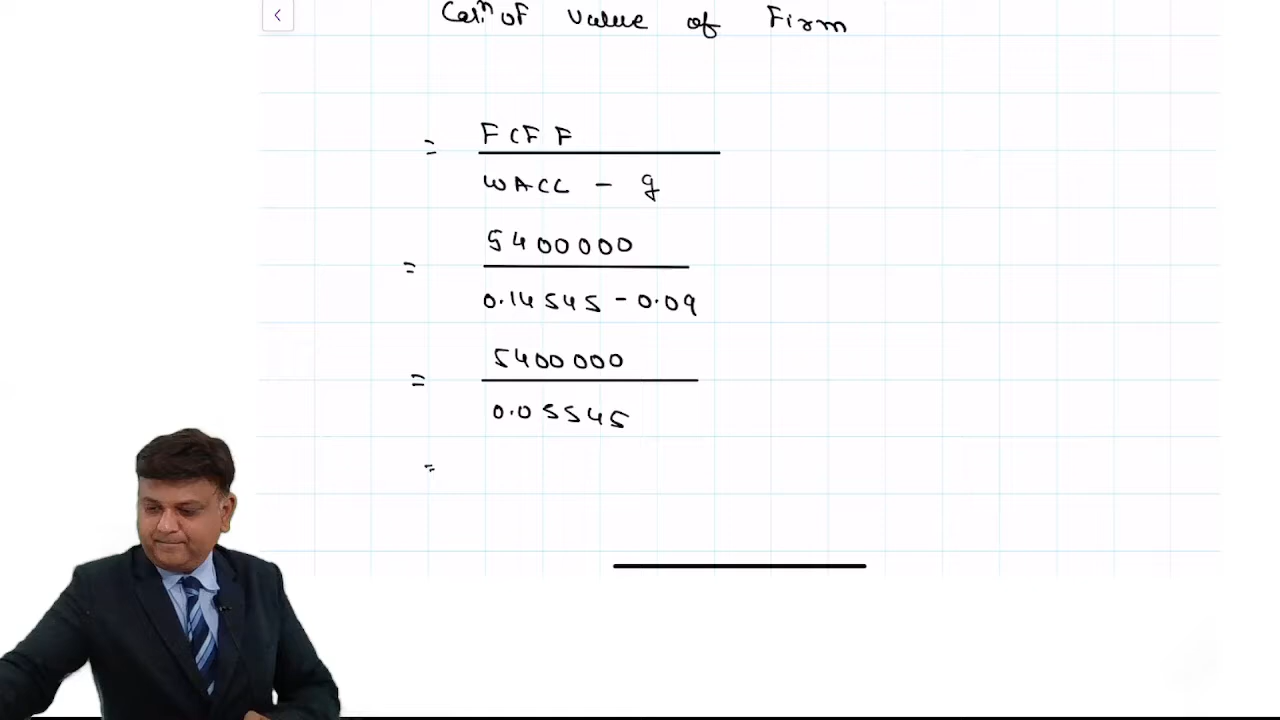 Caln of value of Firm
= FCFF
WACC - g
= 5400000
0.14545 - 0.09
= 5400000
0.05545
=